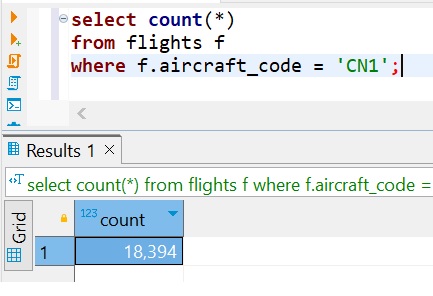 select count(*)
from flights f
where f.aircraft_code = 'CN1';
Results 1
select count(*) from flights f where f.aircraft_code =
Grid
123 count
1 18,394